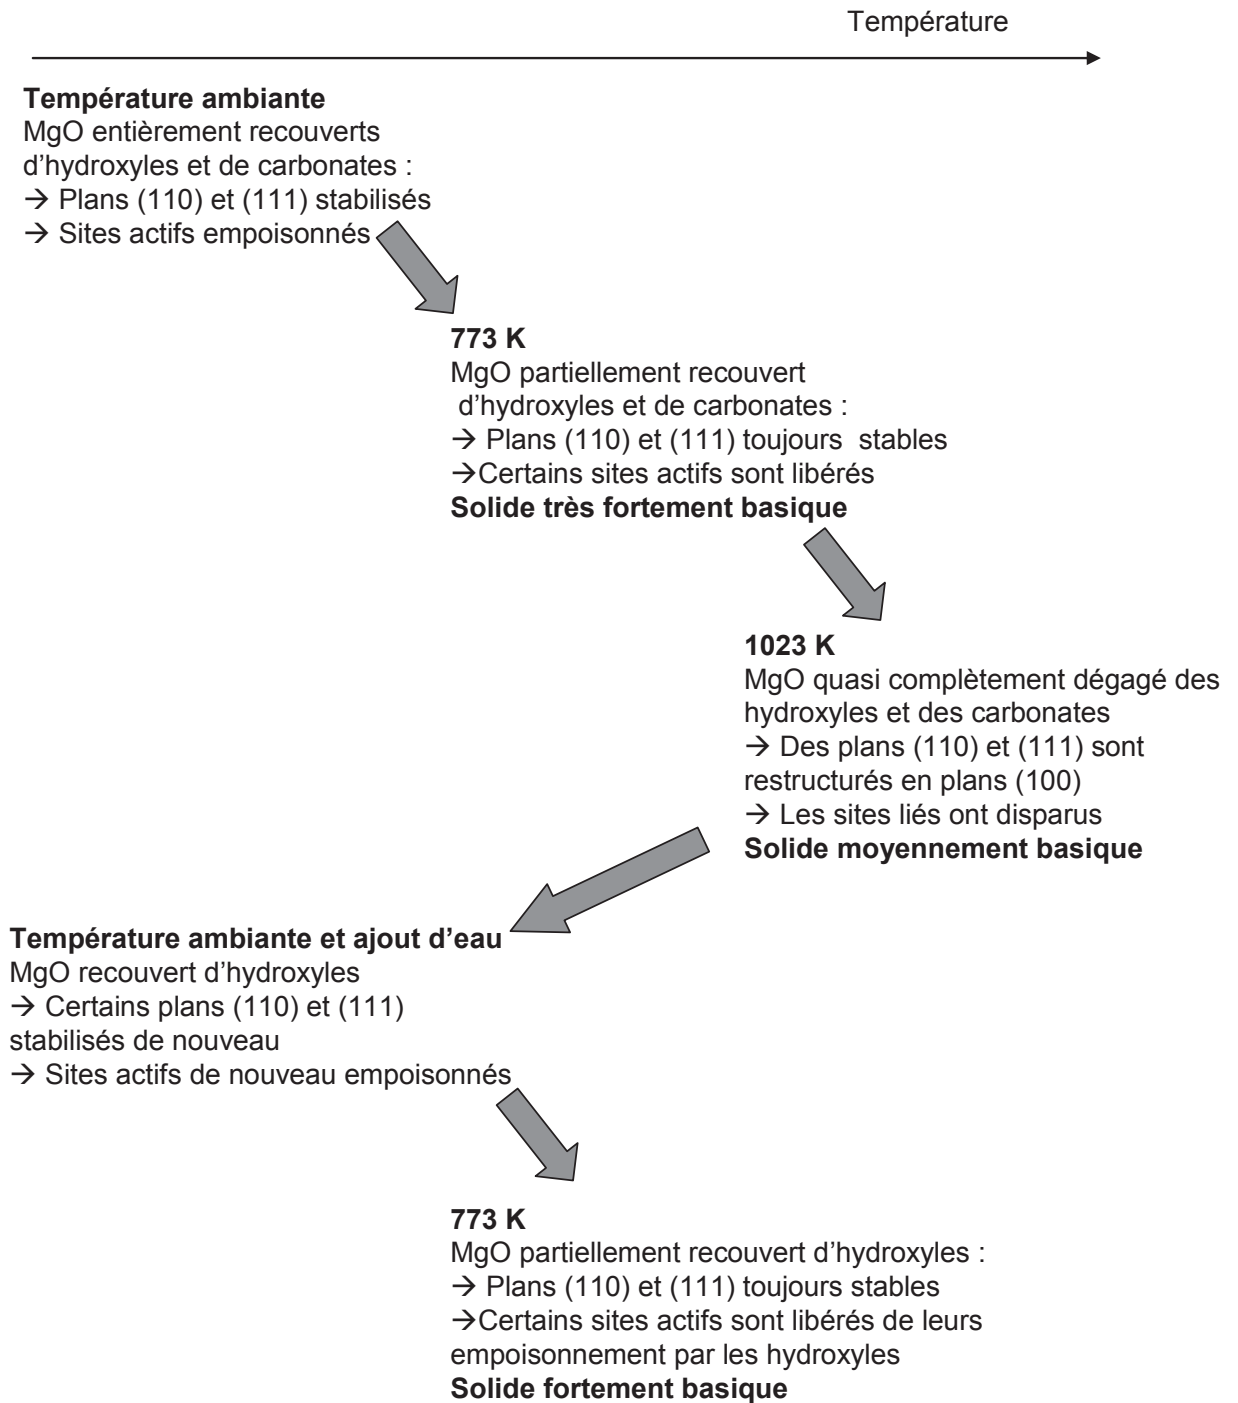 Température
Température ambiante
MgO entièrement recouverts
d'hydroxyles et de carbonates :
→ Plans (110) et (111) stabilisés
→ Sites actifs empoisonnés
773 K
MgO partiellement recouvert
d'hydroxyles et de carbonates :
→ Plans (110) et (111) toujours stables
→Certains sites actifs sont libérés
Solide très fortement basique
1023 K
MgO quasi complètement dégagé des
hydroxyles et des carbonates
→ Des plans (110) et (111) sont
restructurés en plans (100)
→ Les sites liés ont disparus
Solide moyennement basique
Température ambiante et ajout d'eau
MgO recouvert d'hydroxyles
→ Certains plans (110) et (111)
stabilisés de nouveau
→ Sites actifs de nouveau empoisonnés
773 K
MgO partiellement recouvert d'hydroxyles :
→ Plans (110) et (111) toujours stables
→Certains sites actifs sont libérés de leurs
empoisonnement par les hydroxyles
Solide fortement basique